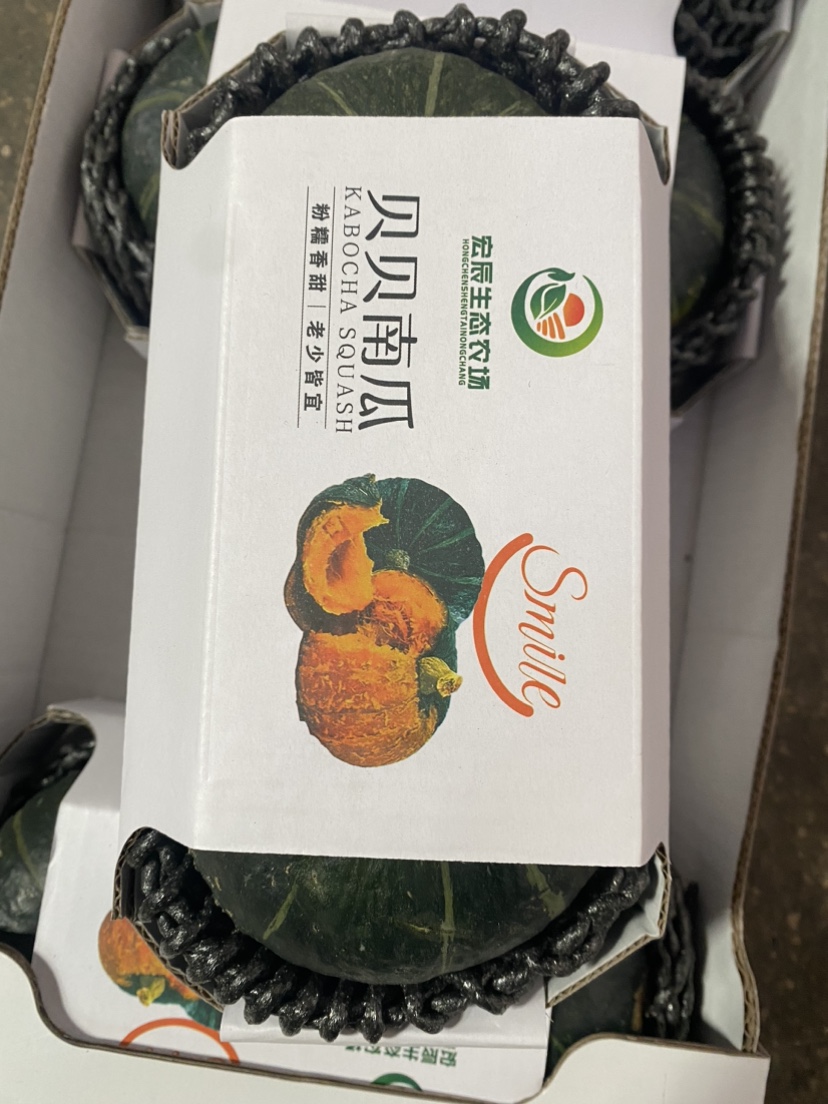 宏辰生态农场
HONGCHENSHENGTAINONGCHANG
贝贝南瓜
KABOCHA SQUASH
粉糯香甜｜老少皆宜
Smile